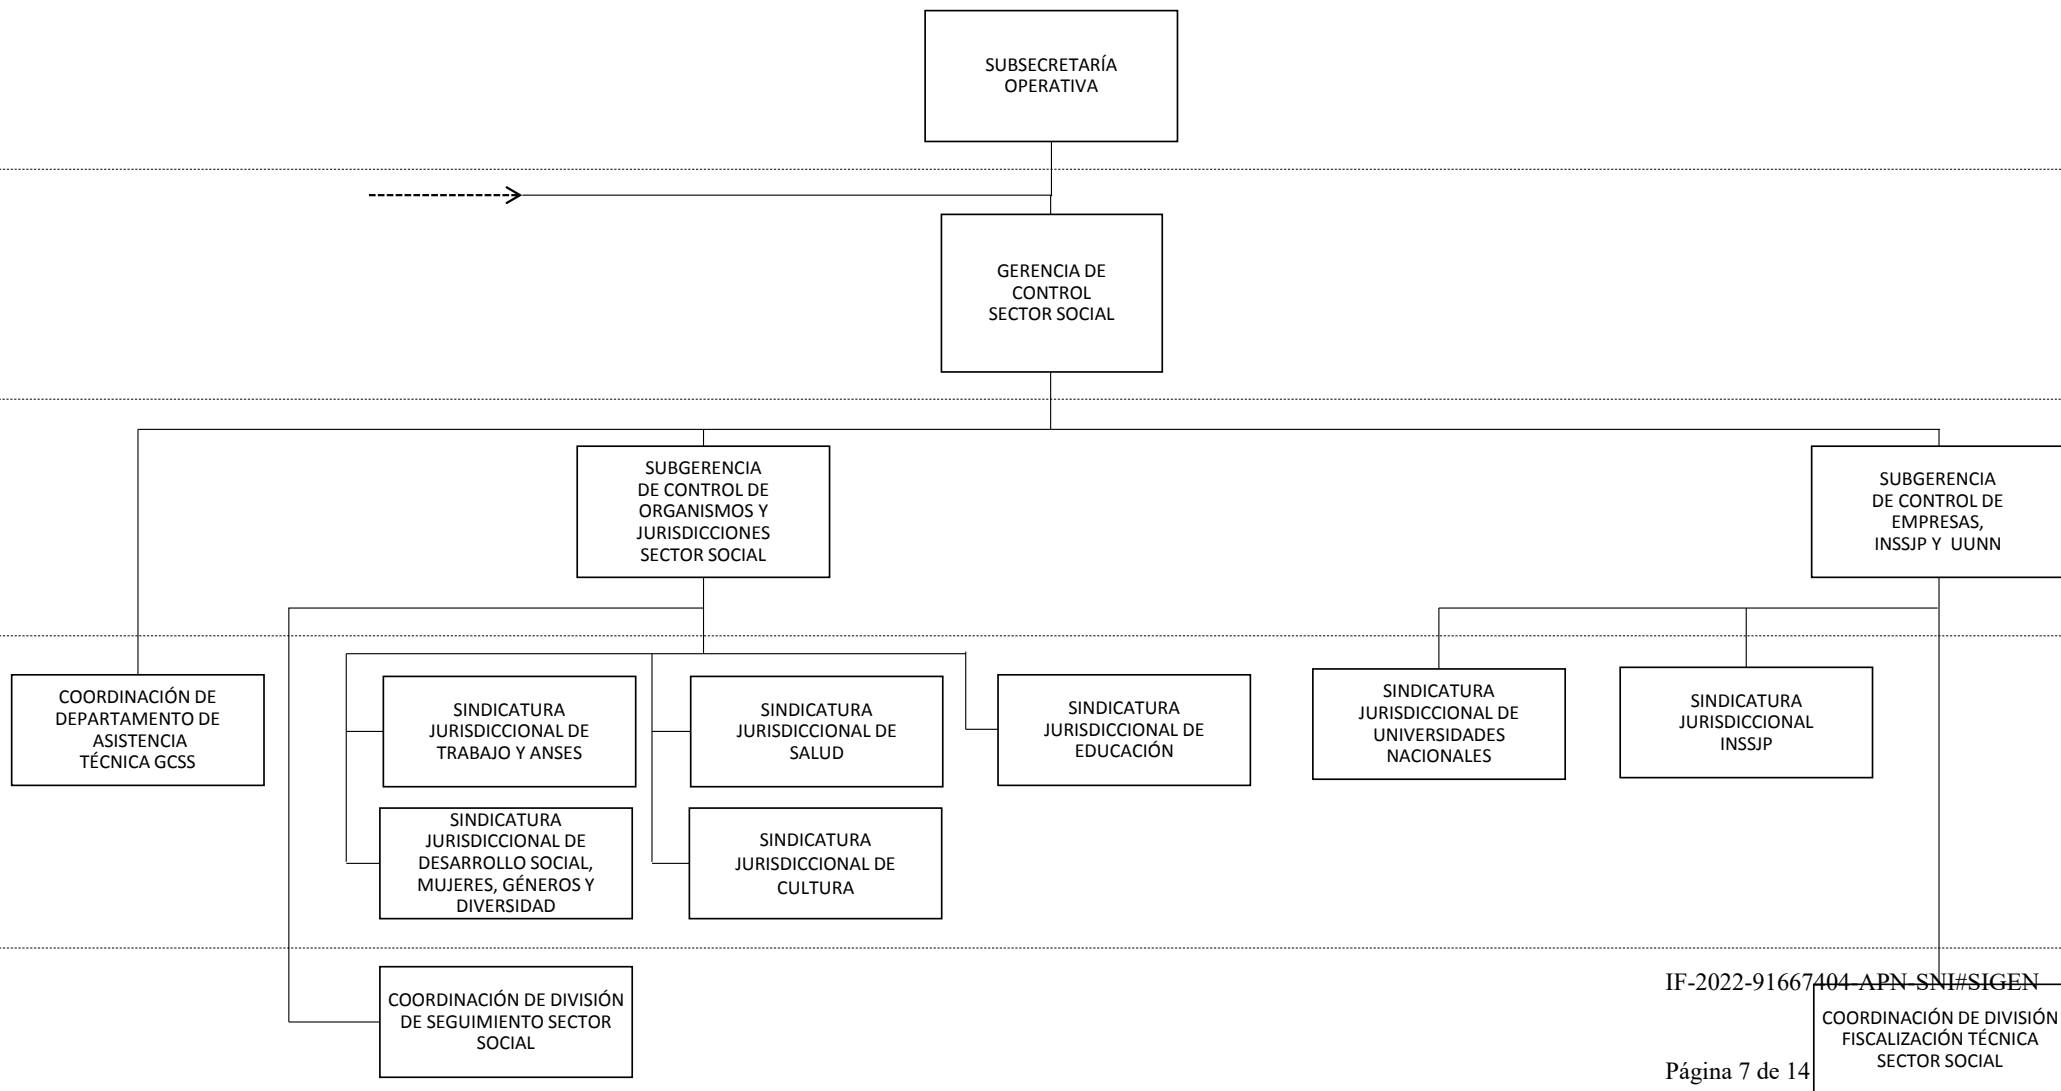 SUBSECRETARÍA
OPERATIVA
GERENCIA DE
CONTROL
SECTOR SOCIAL
SUBGERENCIA
DE CONTROL DE
ORGANISMOS Y
JURISDICCIONES
SECTOR SOCIAL
SUBGERENCIA
DE CONTROL DE
EMPRESAS,
INSSJP Y UUNN
COORDINACIÓN DE
DEPARTAMENTO DE
ASISTENCIA
TÉCNICA GCSS
SINDICATURA
JURISDICCIONAL DE
TRABAJO Y ANSES
SINDICATURA
JURISDICCIONAL DE
SALUD
SINDICATURA
JURISDICCIONAL DE
EDUCACIÓN
SINDICATURA
JURISDICCIONAL DE
UNIVERSIDADES
NACIONALES
SINDICATURA
JURISDICCIONAL
INSSJP
SINDICATURA
JURISDICCIONAL DE
DESARROLLO SOCIAL,
MUJERES, GÉNEROS Y
DIVERSIDAD
SINDICATURA
JURISDICCIONAL DE
CULTURA
COORDINACIÓN DE DIVISIÓN
DE SEGUIMIENTO SECTOR
SOCIAL
IF-2022-91667404-APN-SNI#SIGEN
COORDINACIÓN DE DIVISIÓN
FISCALIZACIÓN TÉCNICA
SECTOR SOCIAL
Página 7 de 14